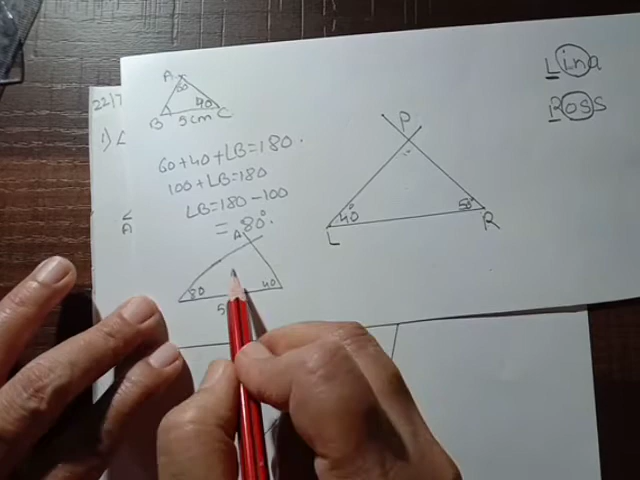 22/7
1) ∠
∠
A
A
60
40
B
5cm
C
60+40+∠B=180.
100+∠B=180
∠B=180-100
=80°.
A
80
40
5
P
40°
50°
L
R
Lina
Ross